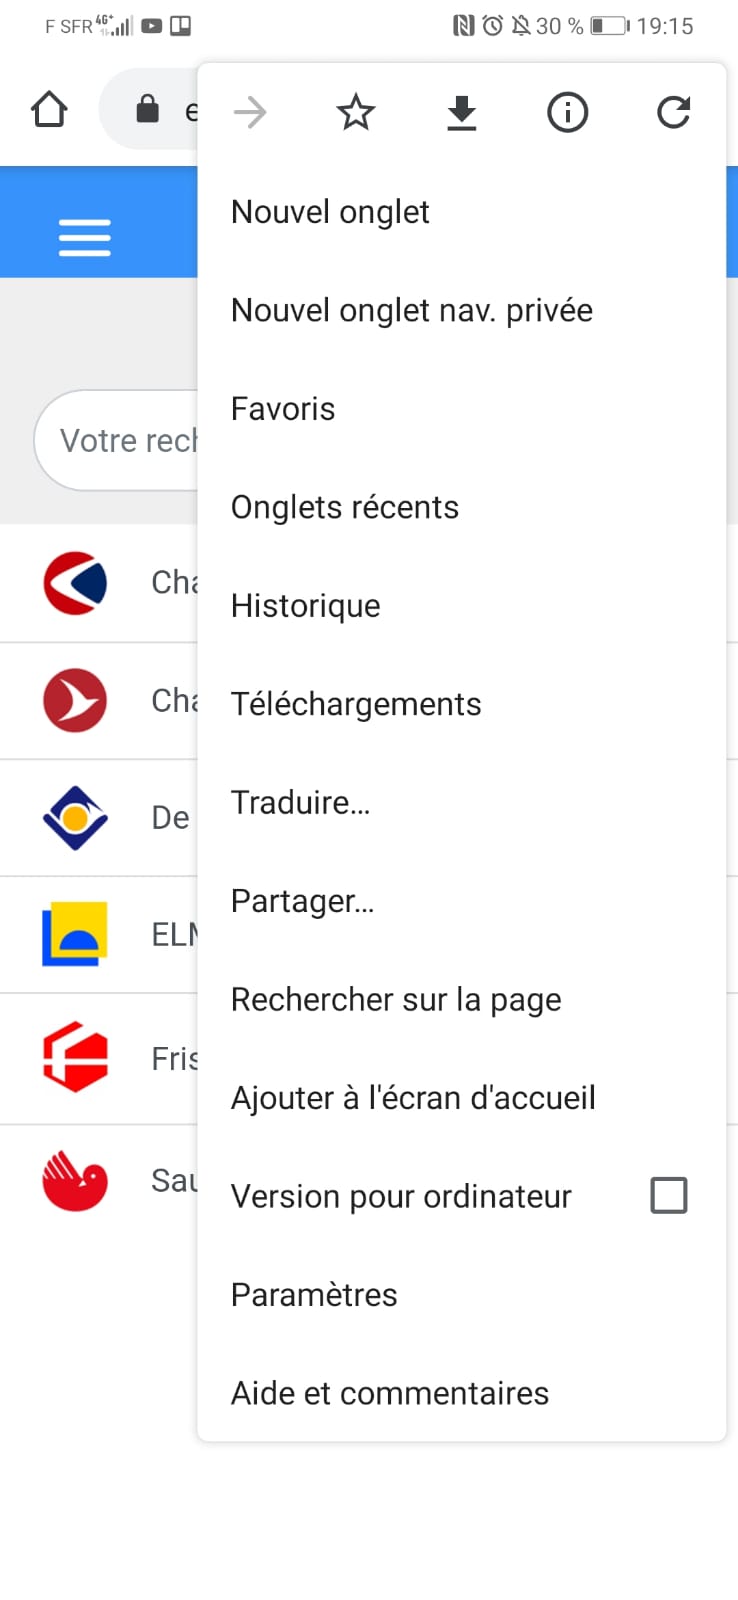 F SFR 4G+ 30 % 19:15
e
Nouvel onglet
Nouvel onglet nav. privée
Favoris
Votre rech
Onglets récents
Cha
Historique
Cha
Téléchargements
Traduire...
De
Partager...
ELM
Rechercher sur la page
Fris
Ajouter à l'écran d'accueil
Sau
Version pour ordinateur
Paramètres
Aide et commentaires